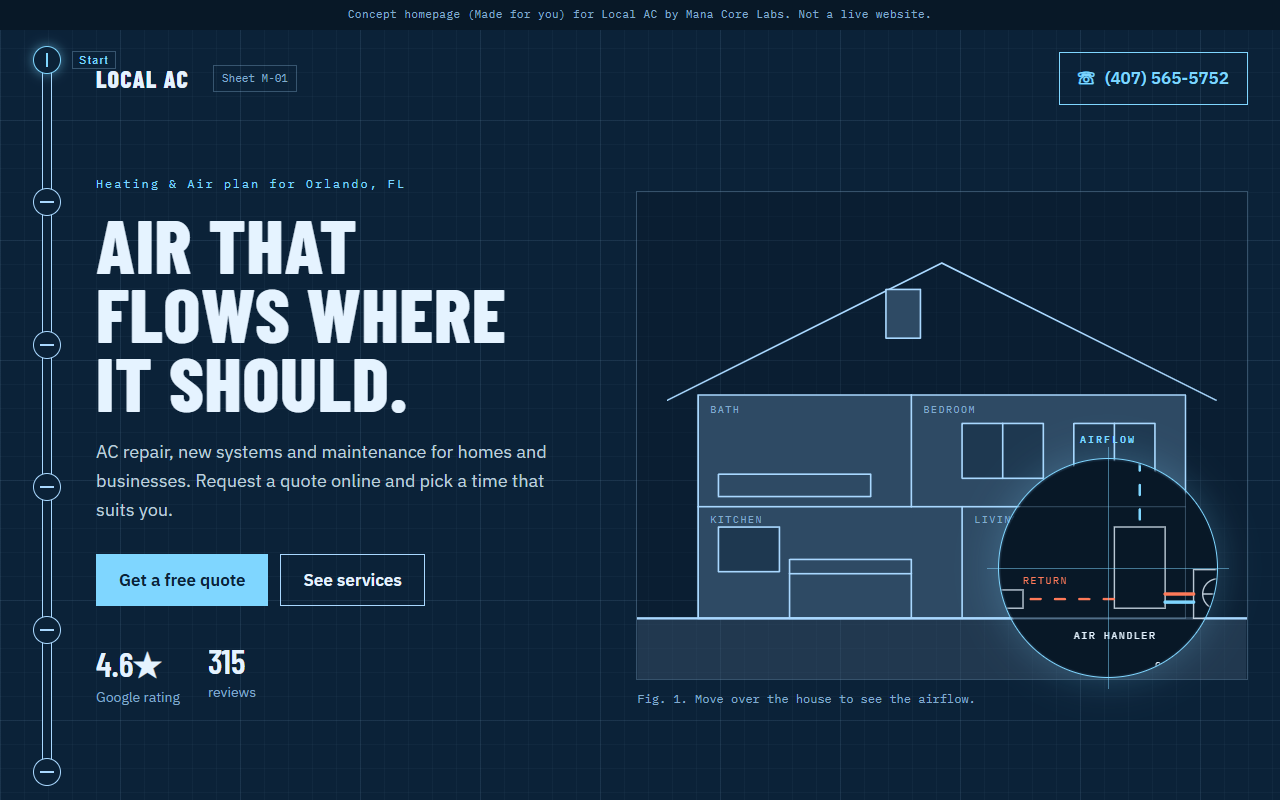 Concept homepage (Made for you) for Local AC by Mana Core Labs. Not a live website.
Start
LOCAL AC
Sheet M-01
☏ (407) 565-5752
Heating & Air plan for Orlando, FL
AIR THAT
FLOWS WHERE
IT SHOULD.
AC repair, new systems and maintenance for homes and
businesses. Request a quote online and pick a time that
suits you.
Get a free quote
See services
4.6★
Google rating
315
reviews
BATH
BEDROOM
AIRFLOW
KITCHEN
LIVIN
RETURN
AIR HANDLER
Fig. 1. Move over the house to see the airflow.